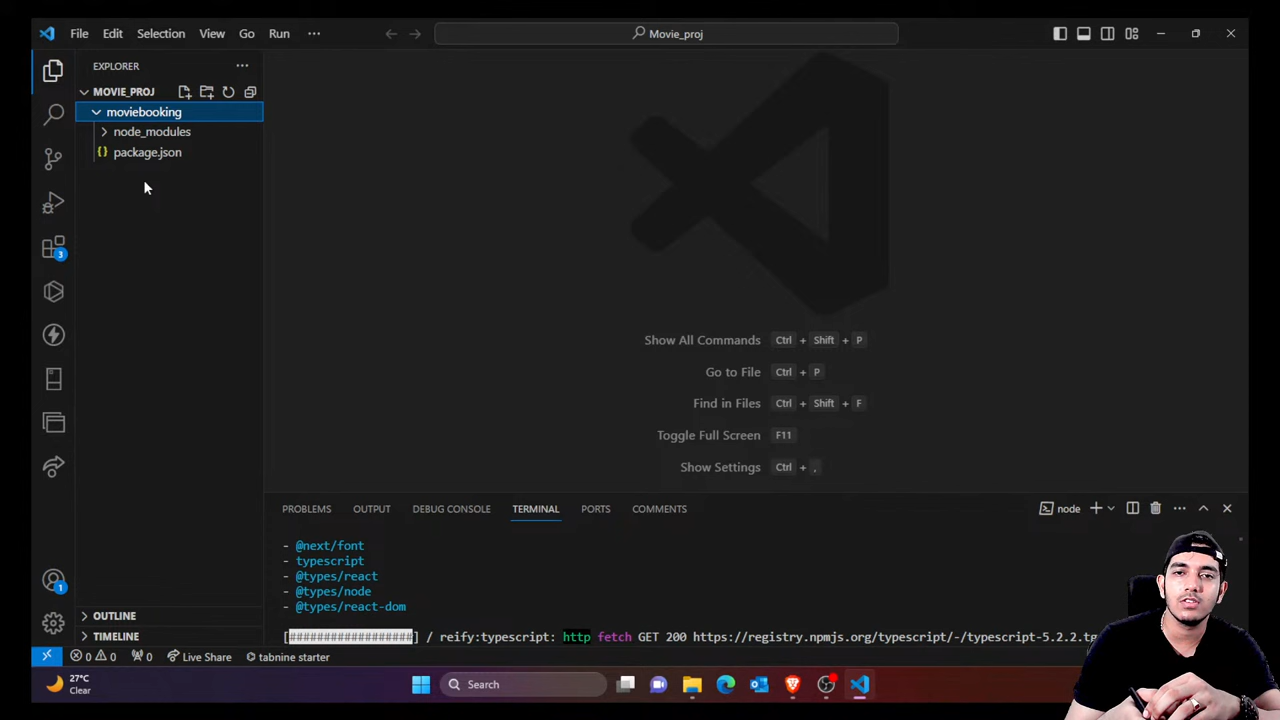 File Edit Selection View Go Run ··· Movie_proj
EXPLORER ···
MOVIE_PROJ
moviebooking
node_modules
{} package.json
3
1
OUTLINE
TIMELINE
Show All Commands Ctrl + Shift + P
Go to File Ctrl + P
Find in Files Ctrl + Shift + F
Toggle Full Screen F11
Show Settings Ctrl + ,
PROBLEMS OUTPUT DEBUG CONSOLE TERMINAL PORTS COMMENTS node
- @next/font
- typescript
- @types/react
- @types/node
- @types/react-dom
[##################] / reify:typescript: http fetch GET 200 https://registry.npmjs.org/typescript/-/typescript-5.2.2.tg
0 0 0 Live Share tabnine starter
27°C
Clear
Search